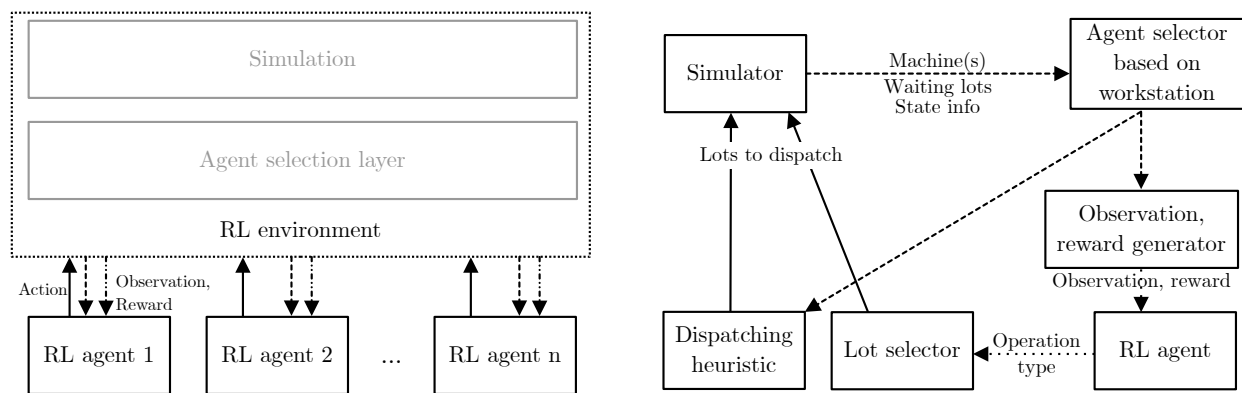 Simulation
Agent selection layer
RL environment
Action
Observation,
Reward
RL agent 1
RL agent 2
...
RL agent n
Simulator
Machine(s)
Waiting lots
State info
Agent selector
based on
workstation
Lots to dispatch
Observation,
reward generator
Observation, reward
Dispatching
heuristic
Lot selector
Operation
type
RL agent